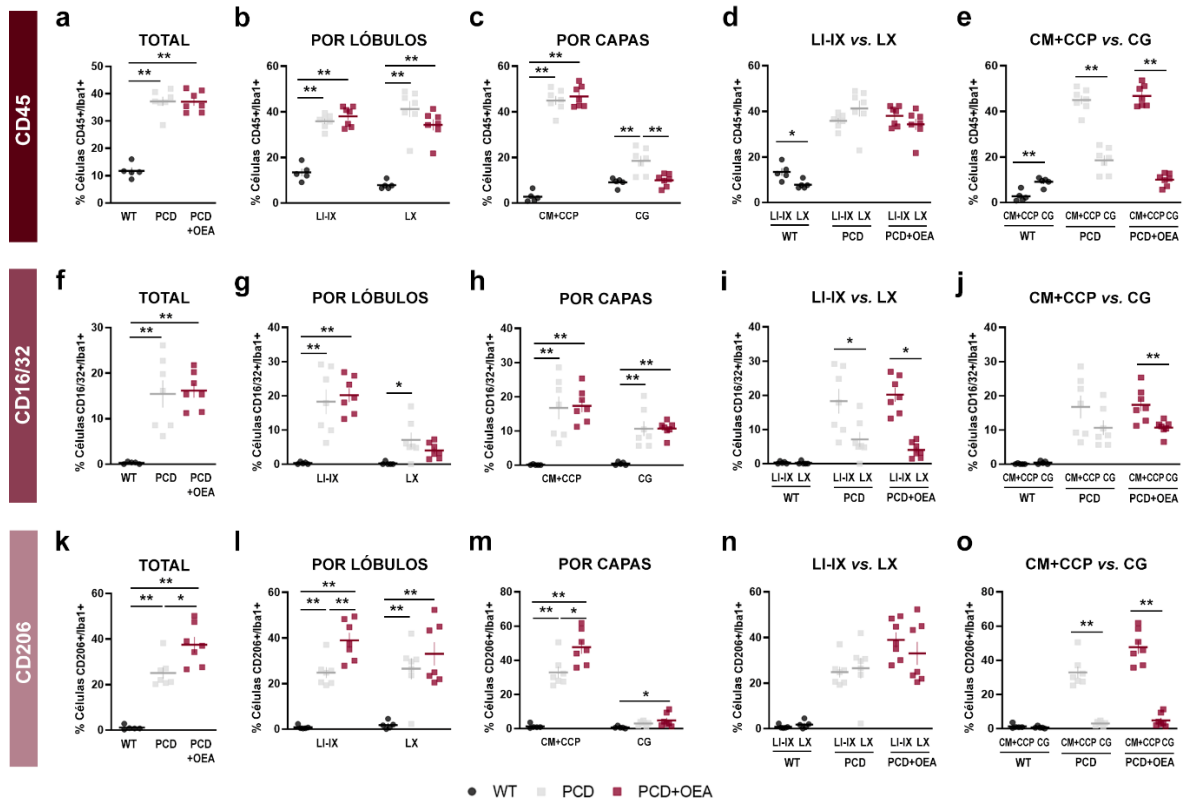 CD45
a
TOTAL
**
**
% Células CD45+/Iba1+
50
40
30
20
10
0
WT PCD PCD
+OEA
b
POR LÓBULOS
**
**
**
**
% Células CD45+/Iba1+
60
40
20
0
LI-IX LX
c
POR CAPAS
**
**
**
**
% Células CD45+/Iba1+
60
40
20
0
CM+CCP CG
d
LI-IX vs. LX
*
% Células CD45+/Iba1+
60
40
20
0
LI-IX LX LI-IX LX LI-IX LX
WT PCD PCD+OEA
e
CM+CCP vs. CG
**
**
**
% Células CD45+/Iba1+
60
40
20
0
CM+CCP CG CM+CCP CG CM+CCP CG
WT PCD PCD+OEA
CD16/32
f
TOTAL
**
**
% Células CD16/32+/Iba1+
30
20
10
0
WT PCD PCD
+OEA
g
POR LÓBULOS
**
**
*
% Células CD16/32+/Iba1+
40
30
20
10
0
LI-IX LX
h
POR CAPAS
**
**
**
**
% Células CD16/32+/Iba1+
40
30
20
10
0
CM+CCP CG
i
LI-IX vs. LX
*
*
% Células CD16/32+/Iba1+
40
30
20
10
0
LI-IX LX LI-IX LX LI-IX LX
WT PCD PCD+OEA
j
CM+CCP vs. CG
**
% Células CD16/32+/Iba1+
40
30
20
10
0
CM+CCP CG CM+CCP CG CM+CCP CG
WT PCD PCD+OEA
CD206
k
TOTAL
**
** *
% Células CD206+/Iba1+
60
40
20
0
WT PCD PCD
+OEA
l
POR LÓBULOS
**
** **
**
**
% Células CD206+/Iba1+
60
40
20
0
LI-IX LX
m
POR CAPAS
**
** *
*
% Células CD206+/Iba1+
80
60
40
20
0
CM+CCP CG
n
LI-IX vs. LX
% Células CD206+/Iba1+
60
40
20
0
LI-IX LX LI-IX LX LI-IX LX
WT PCD PCD+OEA
o
CM+CCP vs. CG
**
**
% Células CD206+/Iba1+
80
60
40
20
0
CM+CCP CG CM+CCP CG CM+CCP CG
WT PCD PCD+OEA
WT PCD PCD+OEA